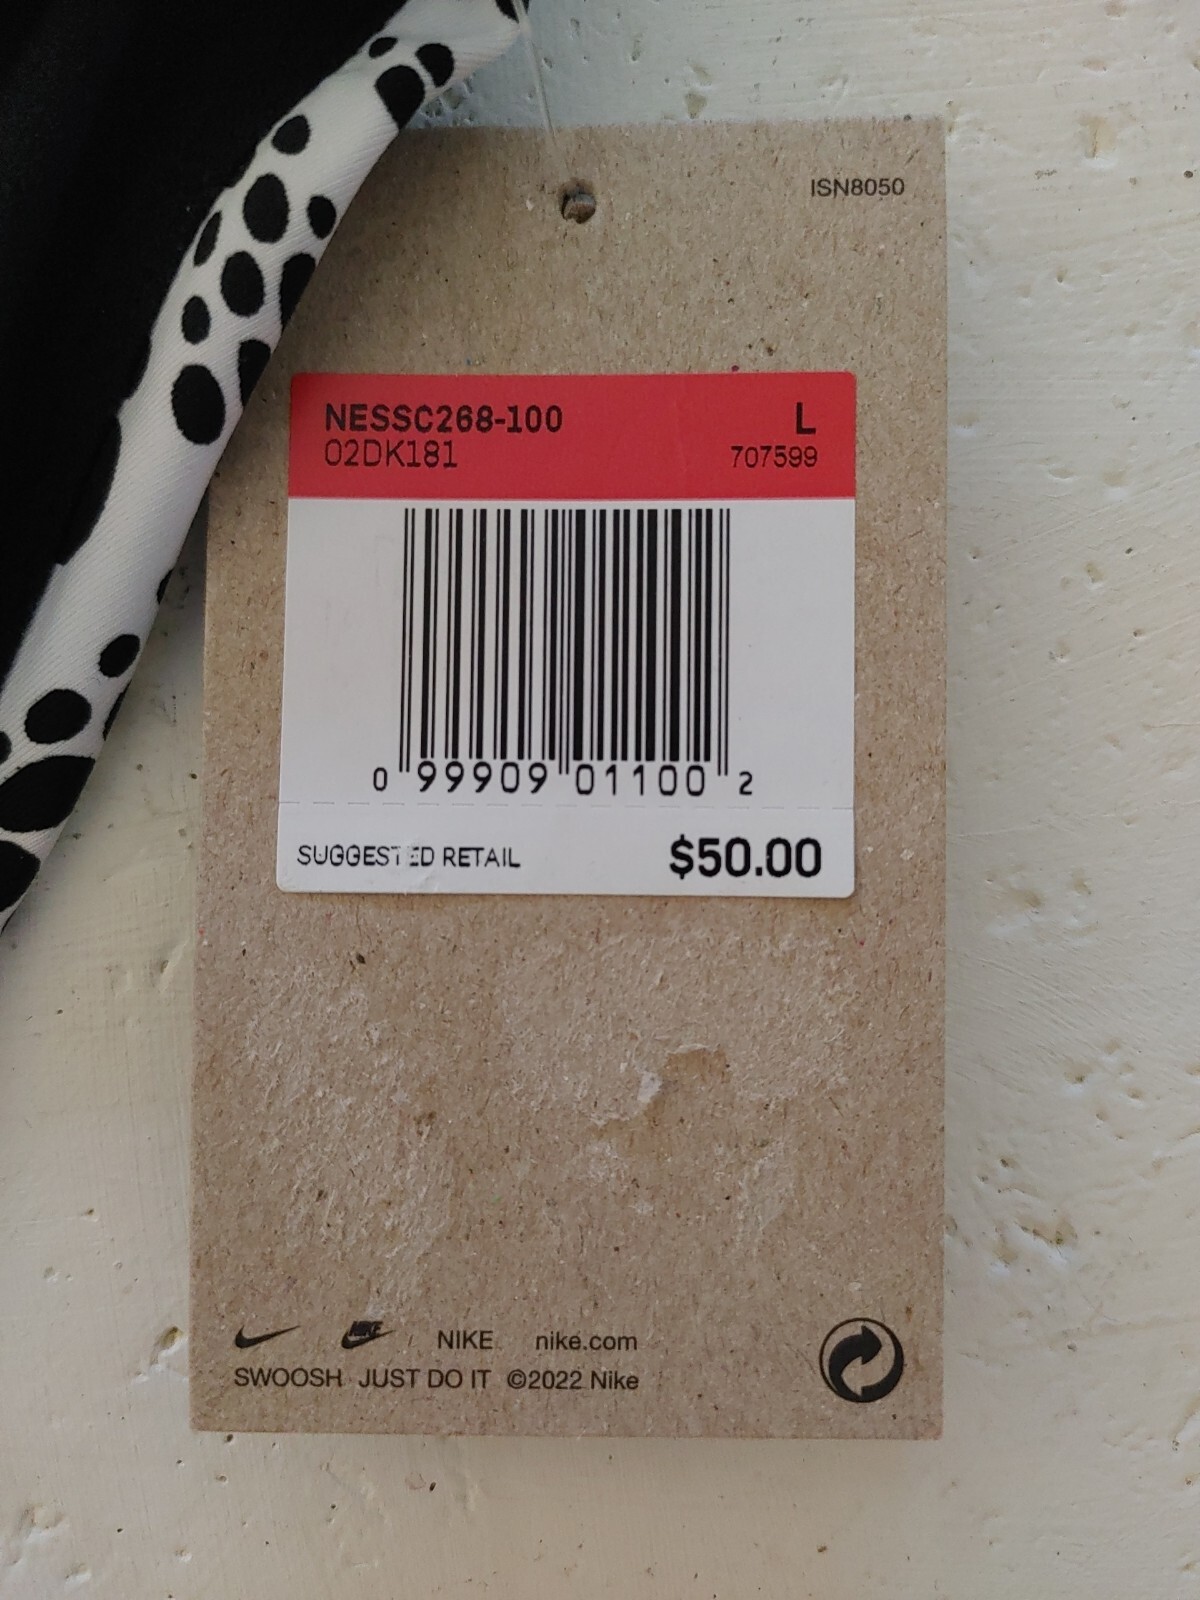 ISN8050
NESSC268-100 L
02DK181 707599
0 99909 01100 2
SUGGESTED RETAIL $50.00
NIKE NIKE nike.com
SWOOSH JUST DO IT ©2022 Nike